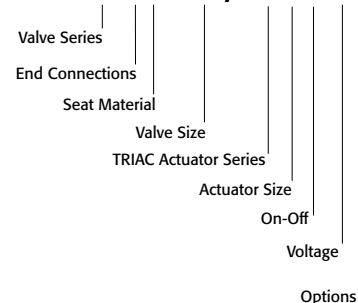 Valve Series
End Connections
Seat Material
Valve Size
TRIAC Actuator Series
Actuator Size
On-Off
Voltage
Options